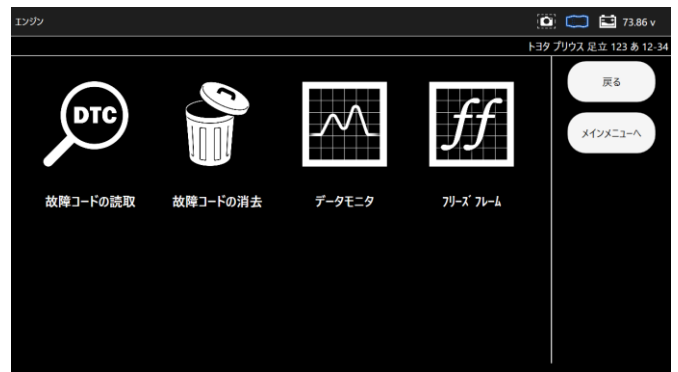 エンジン
73.86 v
トヨタ プリウス 足立 123 あ 12-34
戻る
メインメニューへ
DTC
ff
故障コードの読取
故障コードの消去
データモニタ
フリーズ フレーム